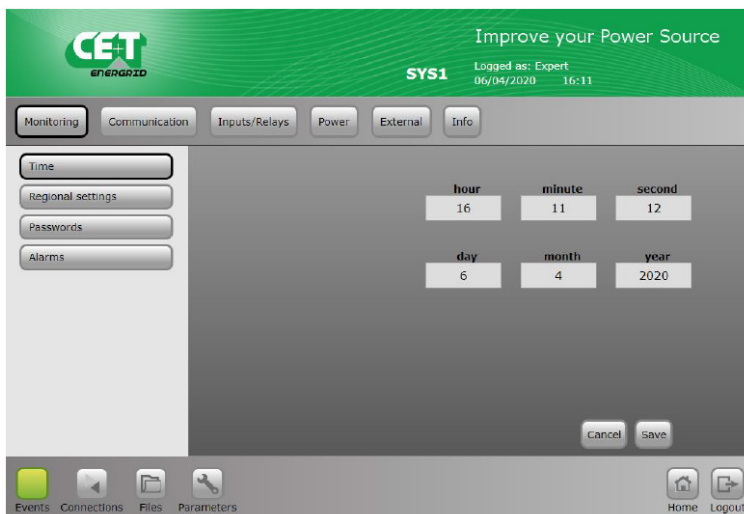 CE+T
ENERGRID
Improve your Power Source
SYS1
Logged as: Expert
06/04/2020 16:11
Monitoring Communication Inputs/Relays Power External Info
Time
Regional settings
Passwords
Alarms
hour minute second
16 11 12
day month year
6 4 2020
Cancel Save
Events Connections Files Parameters Home Logout